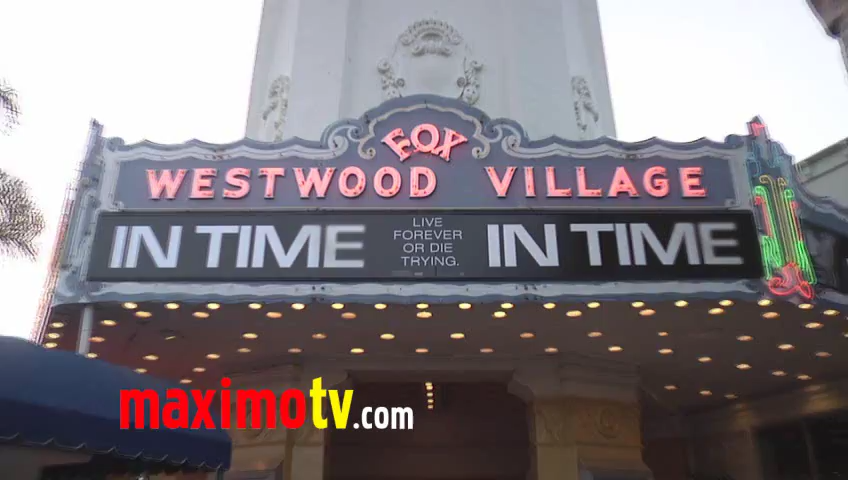 FOX
WESTWOOD VILLAGE
IN TIME
LIVE
FOREVER
OR DIE
TRYING.
IN TIME
maximotv.com